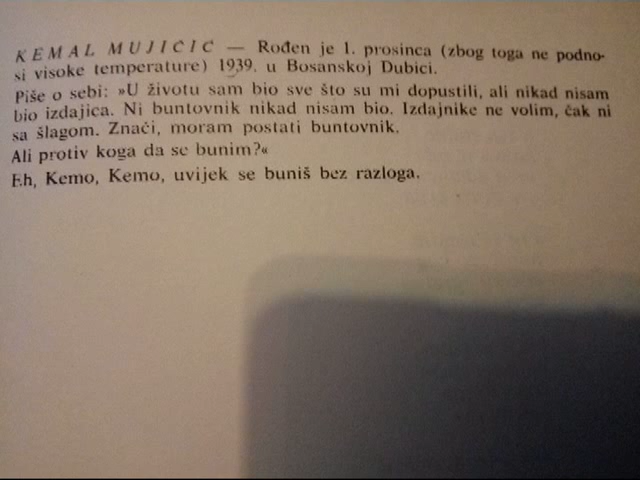 KEMAL MUJIČIĆ — Rođen je 1. prosinca (zbog toga ne podno-
si visoke temperature) 1939. u Bosanskoj Dubici.
Piše o sebi: »U životu sam bio sve što su mi dopustili, ali nikad nisam
bio izdajica. Ni buntovnik nikad nisam bio. Izdajnike ne volim, čak ni
sa šlagom. Znači, moram postati buntovnik.
Ali protiv koga da se bunim?«
Eh, Kemo, Kemo, uvijek se buniš bez razloga.